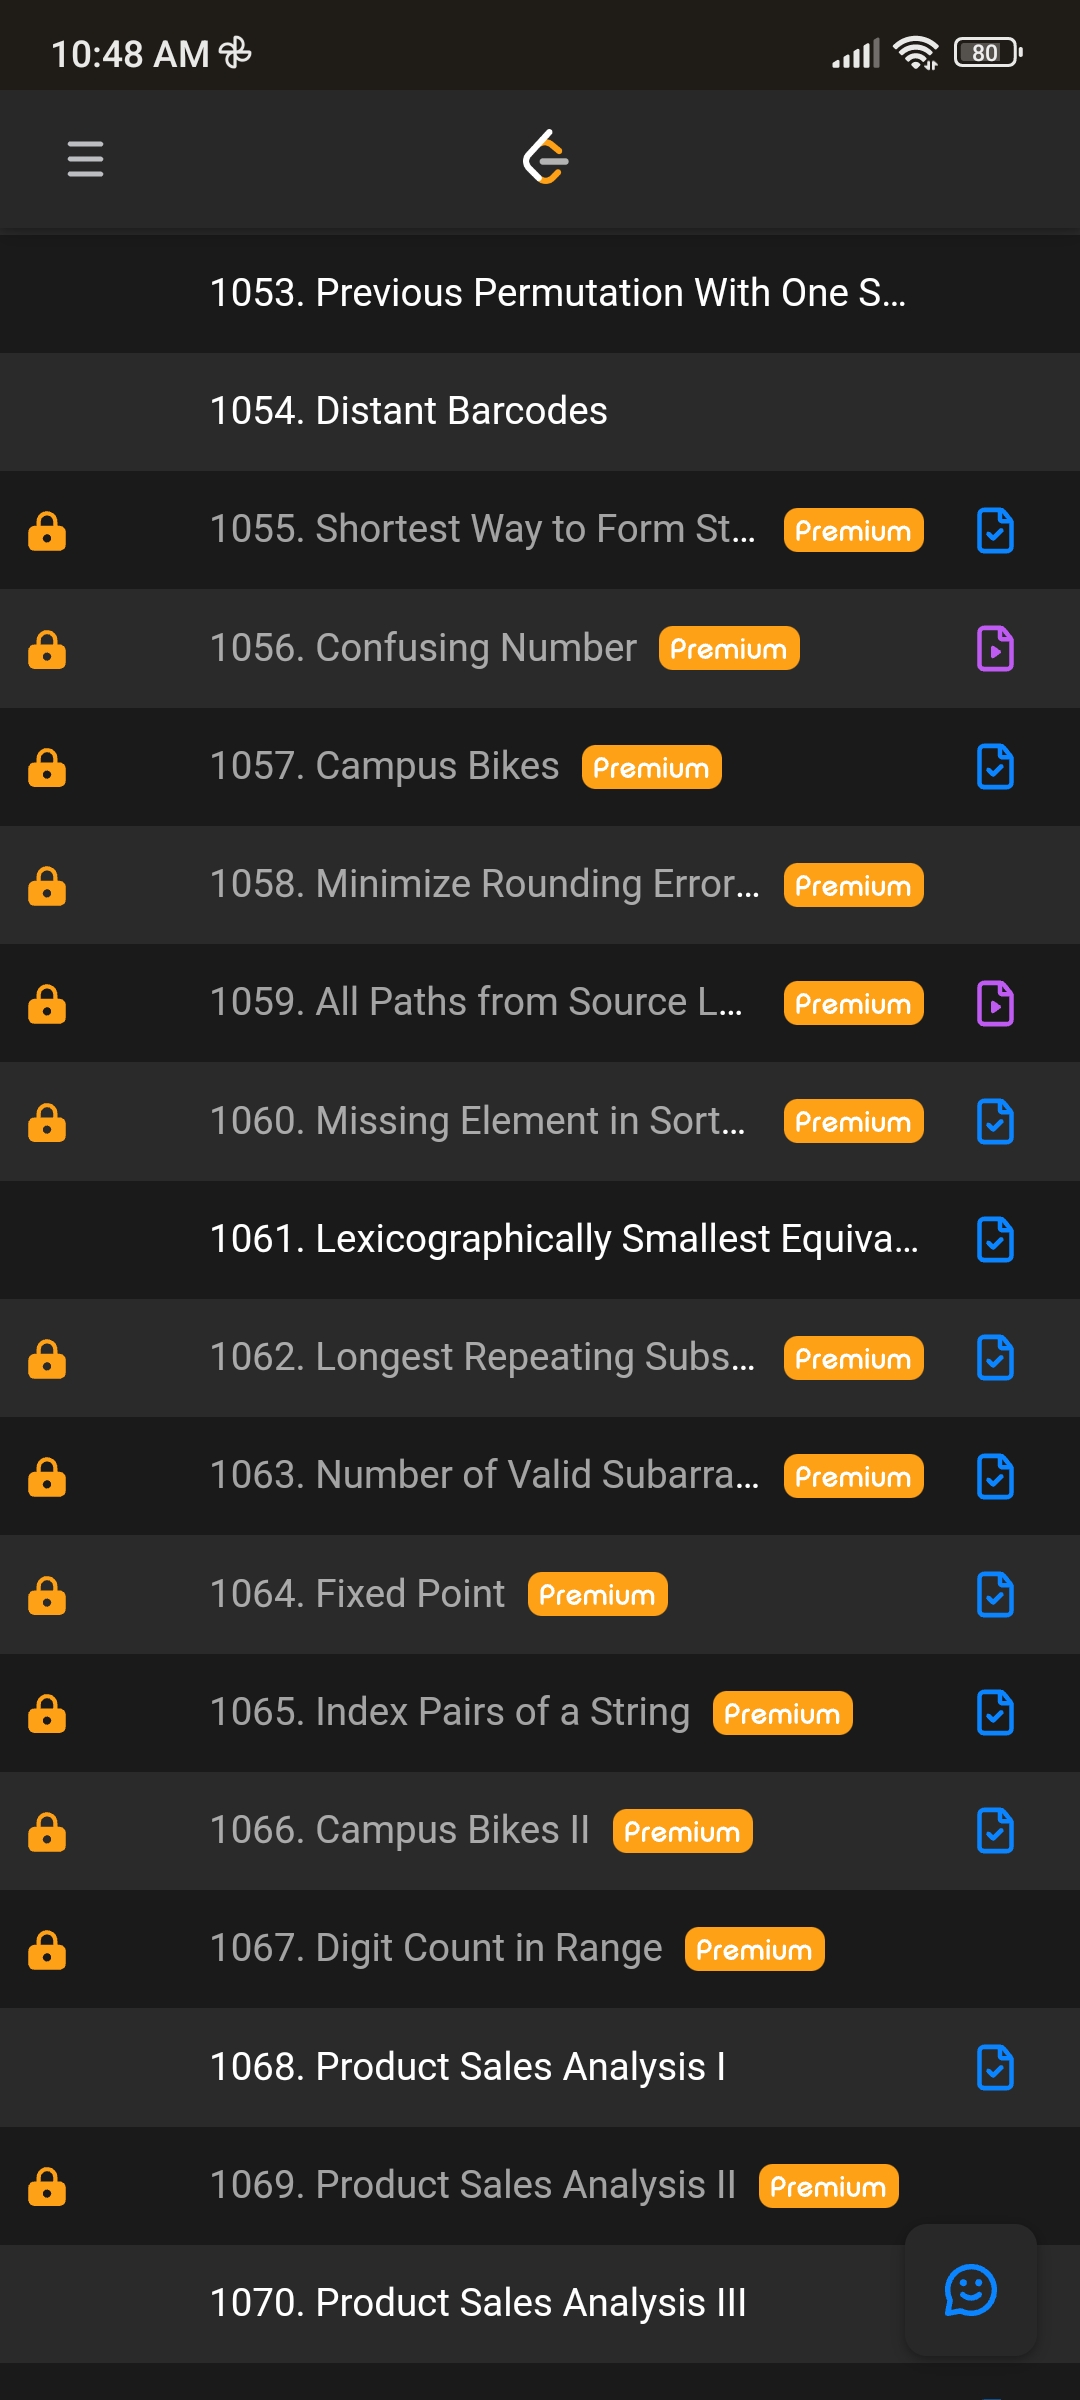 10:48 AM
80
1053. Previous Permutation With One S...
1054. Distant Barcodes
1055. Shortest Way to Form St... Premium
1056. Confusing Number Premium
1057. Campus Bikes Premium
1058. Minimize Rounding Error... Premium
1059. All Paths from Source L... Premium
1060. Missing Element in Sort... Premium
1061. Lexicographically Smallest Equiva...
1062. Longest Repeating Subs... Premium
1063. Number of Valid Subarra... Premium
1064. Fixed Point Premium
1065. Index Pairs of a String Premium
1066. Campus Bikes II Premium
1067. Digit Count in Range Premium
1068. Product Sales Analysis I
1069. Product Sales Analysis II Premium
1070. Product Sales Analysis III